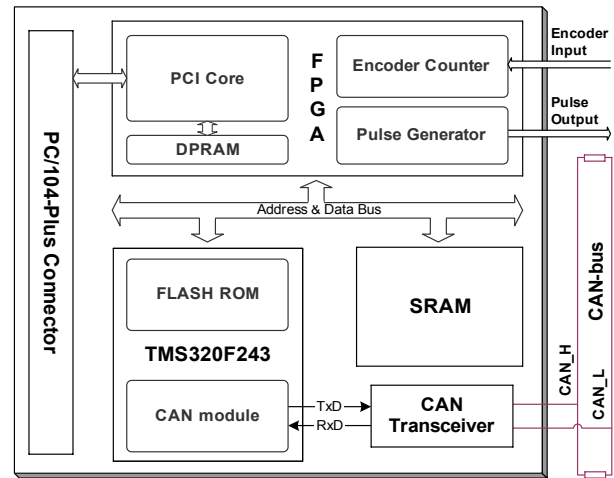 PC/104-Plus Connector
PCI Core
DPRAM
FPGA
Encoder Counter
Pulse Generator
Encoder
Input
Pulse
Output
Address & Data Bus
FLASH ROM
TMS320F243
CAN module
SRAM
TxD
RxD
CAN
Transceiver
CAN_H
CAN_L
CAN-bus